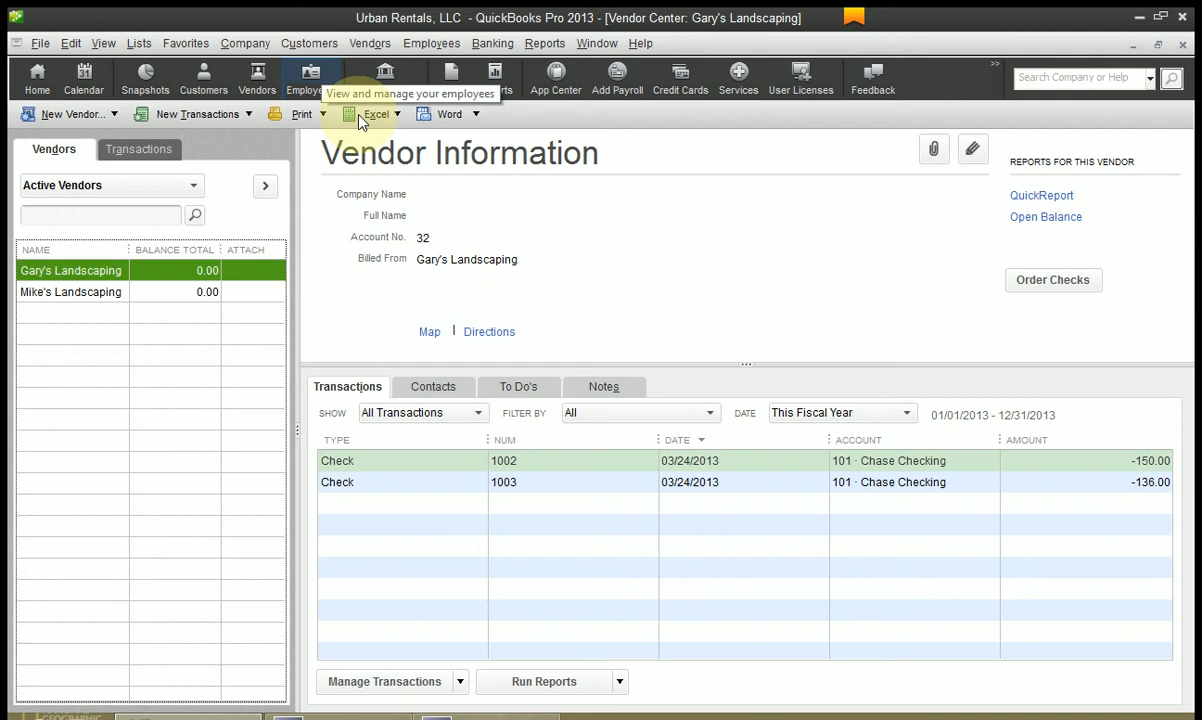 Urban Rentals, LLC - QuickBooks Pro 2013 - [Vendor Center: Gary's Landscaping]
File Edit View Lists Favorites Company Customers Vendors Employees Banking Reports Window Help
31
Home Calendar Snapshots Customers Vendors Employe rts App Center Add Payroll Credit Cards Services User Licenses Feedback
Search Company or Help
View and manage your employees
New Vendor... New Transactions Print Excel Word
Vendors Transactions
Active Vendors
NAME BALANCE TOTAL ATTACH
Gary's Landscaping 0.00
Mike's Landscaping 0.00
Vendor Information
Company Name
Full Name
Account No. 32
Billed From Gary's Landscaping
Map | Directions
REPORTS FOR THIS VENDOR
QuickReport
Open Balance
Order Checks
Transactions Contacts To Do's Notes
SHOW All Transactions FILTER BY All DATE This Fiscal Year 01/01/2013 - 12/31/2013
TYPE NUM DATE ACCOUNT AMOUNT
Check 1002 03/24/2013 101 · Chase Checking -150.00
Check 1003 03/24/2013 101 · Chase Checking -136.00
Manage Transactions Run Reports